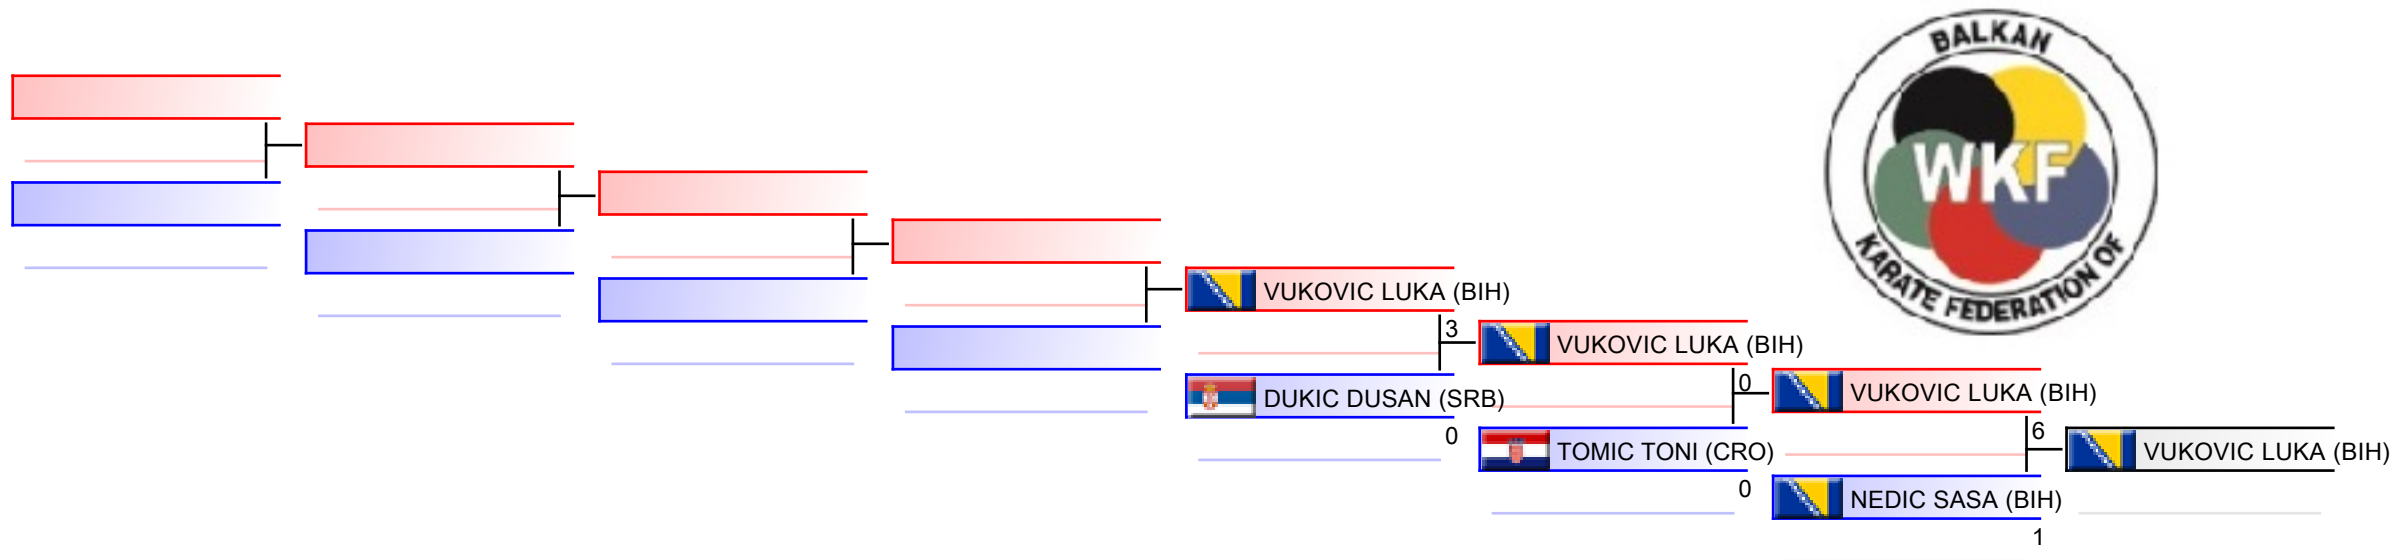 BALKAN
WKF
KARATE FEDERATION OF
VUKOVIC LUKA (BIH)
3
VUKOVIC LUKA (BIH)
DUKIC DUSAN (SRB)
0
0
VUKOVIC LUKA (BIH)
TOMIC TONI (CRO)
0
6
VUKOVIC LUKA (BIH)
NEDIC SASA (BIH)
1